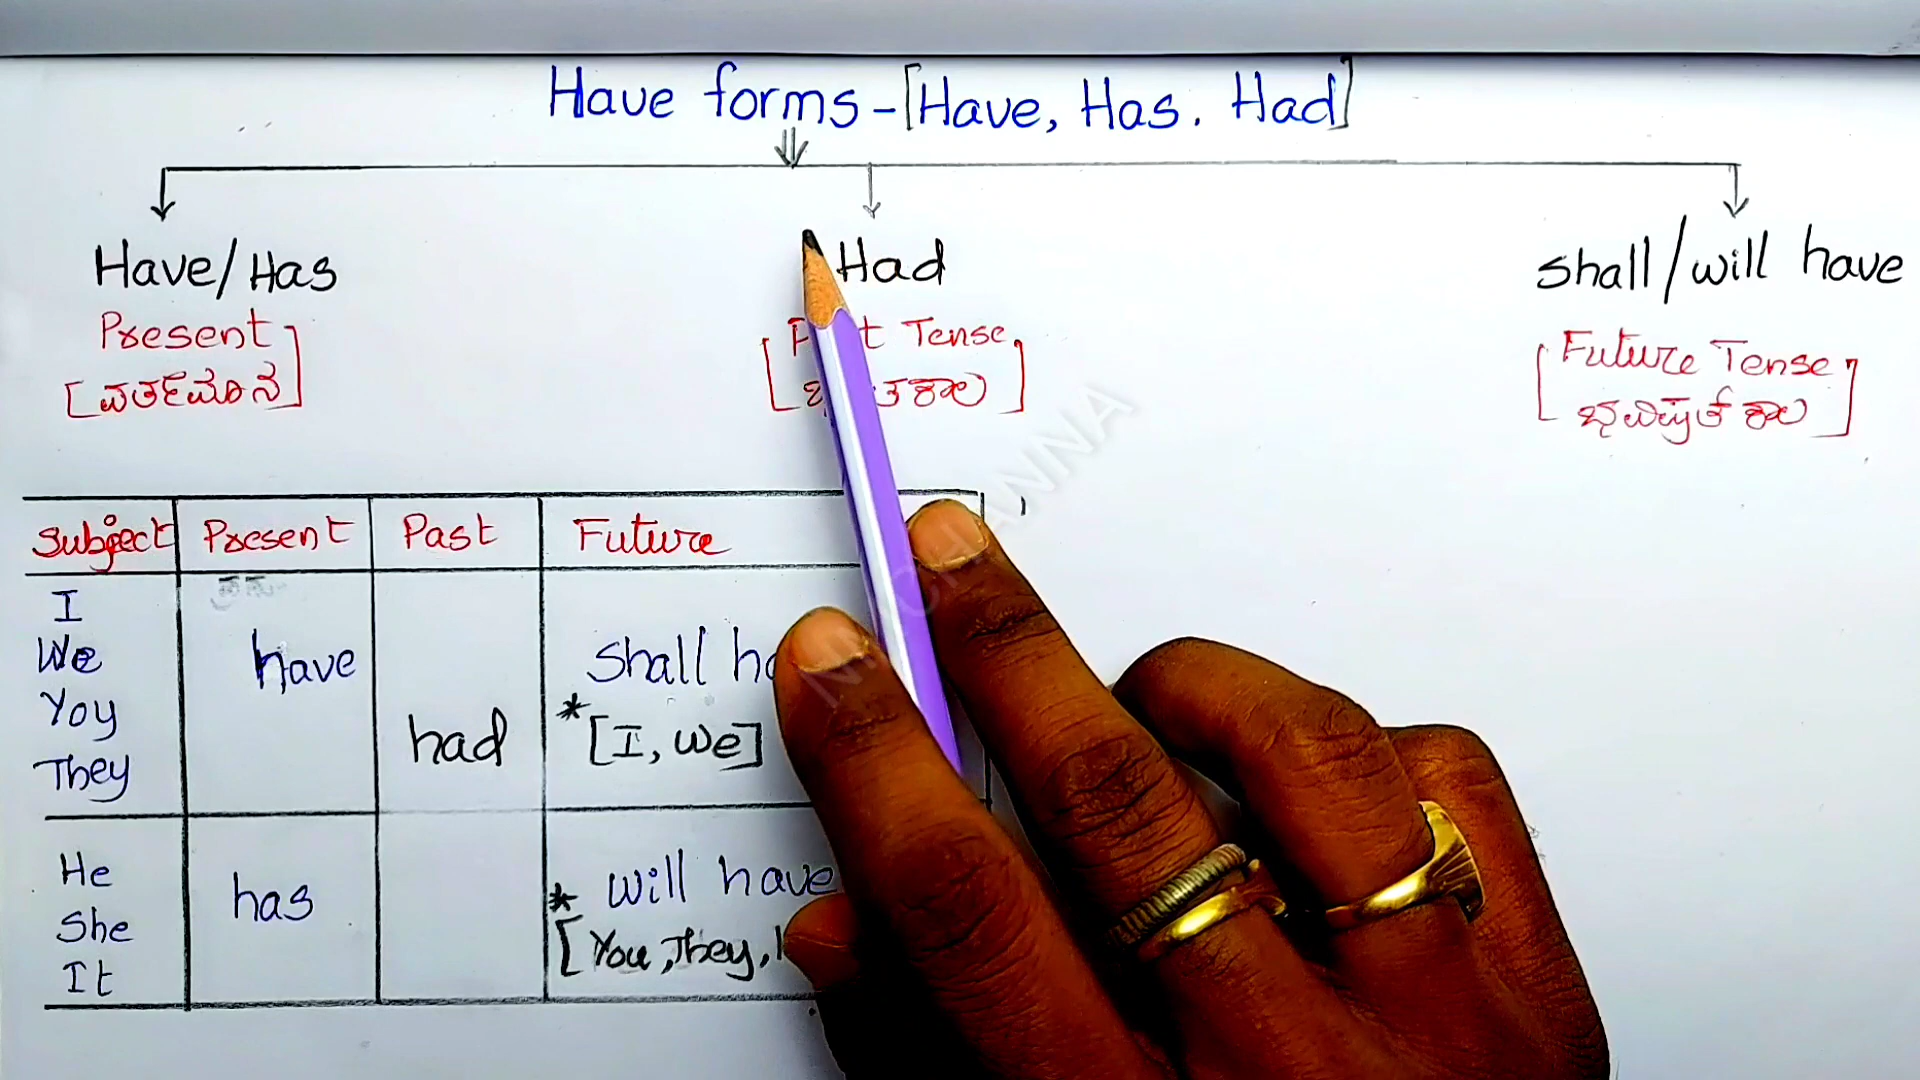 Have forms - [Have, Has. Had]
Have/Has
Present
[ವರ್ತಮಾನ]
Had
Tense
shall/will have
[Future Tense
ಭವಿಷ್ಯತ್ ಕಾಲ]
Subject Present Past Future
I
We
Yoy
They
have
had
shall
* [I, We]
He
She
It
has
* will have
[You, They,